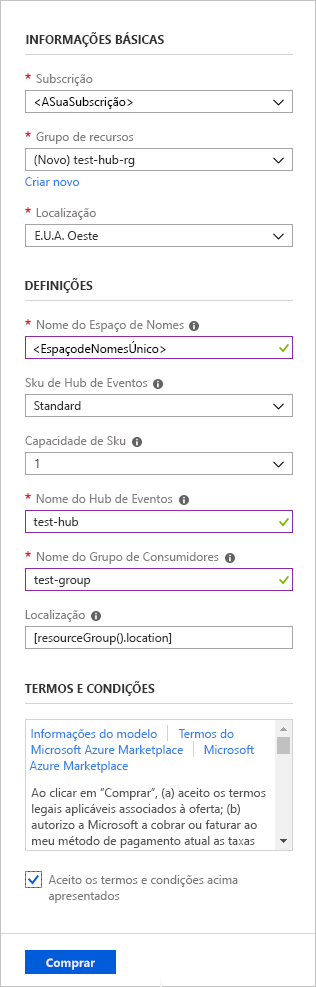 INFORMAÇÕES BÁSICAS
* Subscrição
<ASuaSubscrição>
* Grupo de recursos
(Novo) test-hub-rg
Criar novo
* Localização
E.U.A. Oeste
DEFINIÇÕES
* Nome do Espaço de Nomes
<EspaçodeNomesÚnico>
Sku de Hub de Eventos
Standard
Capacidade de Sku
1
* Nome do Hub de Eventos
test-hub
* Nome do Grupo de Consumidores
test-group
Localização
[resourceGroup().location]
TERMOS E CONDIÇÕES
Informações do modelo | Termos do
Microsoft Azure Marketplace | Microsoft
Azure Marketplace
Ao clicar em “Comprar”, (a) aceito os termos
legais aplicáveis associados à oferta; (b)
autorizo a Microsoft a cobrar ou faturar ao
meu método de pagamento atual as taxas
Aceito os termos e condições acima
apresentados
Comprar